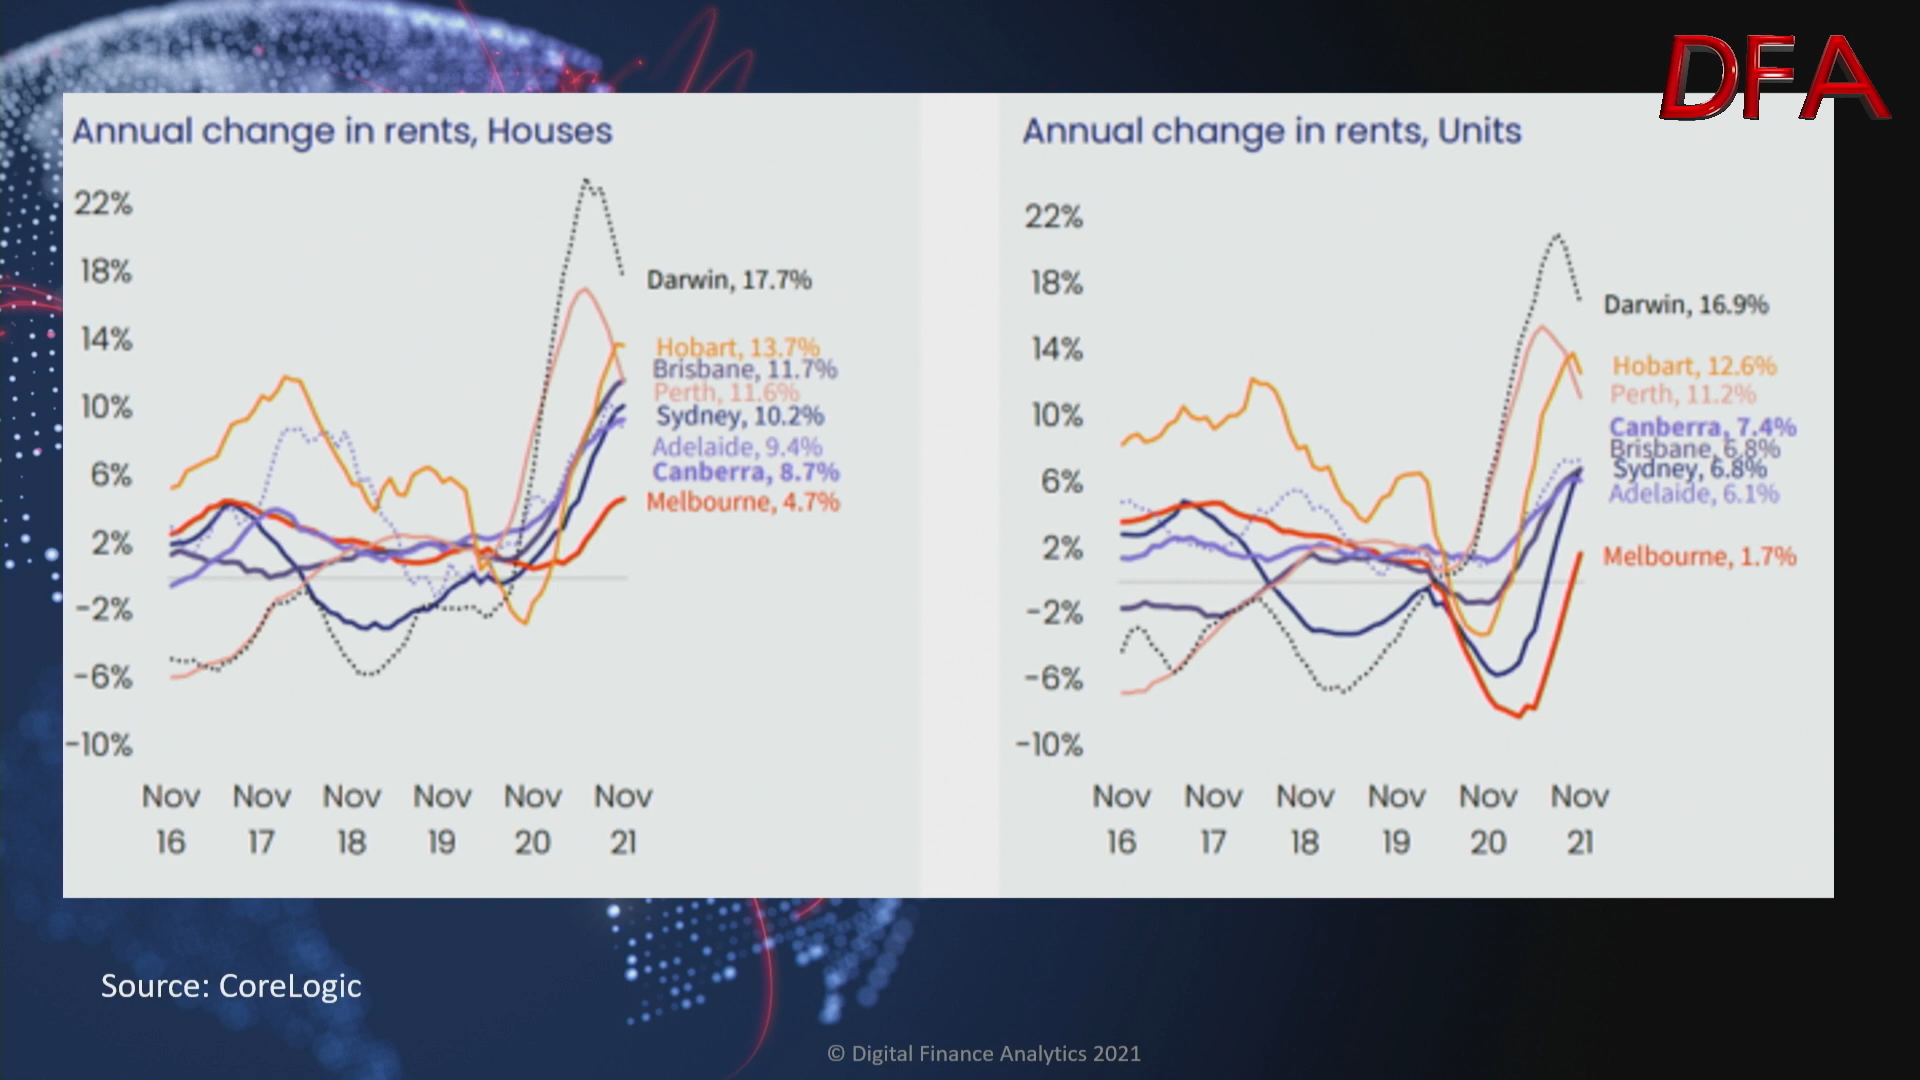 DFA
Annual change in rents, Houses
22%
18%
14%
10%
6%
2%
-2%
-6%
-10%
Darwin, 17.7%
Hobart, 13.7%
Brisbane, 11.7%
Perth, 11.6%
Sydney, 10.2%
Adelaide, 9.4%
Canberra, 8.7%
Melbourne, 4.7%
Nov Nov Nov Nov Nov Nov
16 17 18 19 20 21
Annual change in rents, Units
22%
18%
14%
10%
6%
2%
-2%
-6%
-10%
Darwin, 16.9%
Hobart, 12.6%
Perth, 11.2%
Canberra, 7.4%
Brisbane, 6.8%
Sydney, 6.8%
Adelaide, 6.1%
Melbourne, 1.7%
Nov Nov Nov Nov Nov Nov
16 17 18 19 20 21
Source: CoreLogic
© Digital Finance Analytics 2021